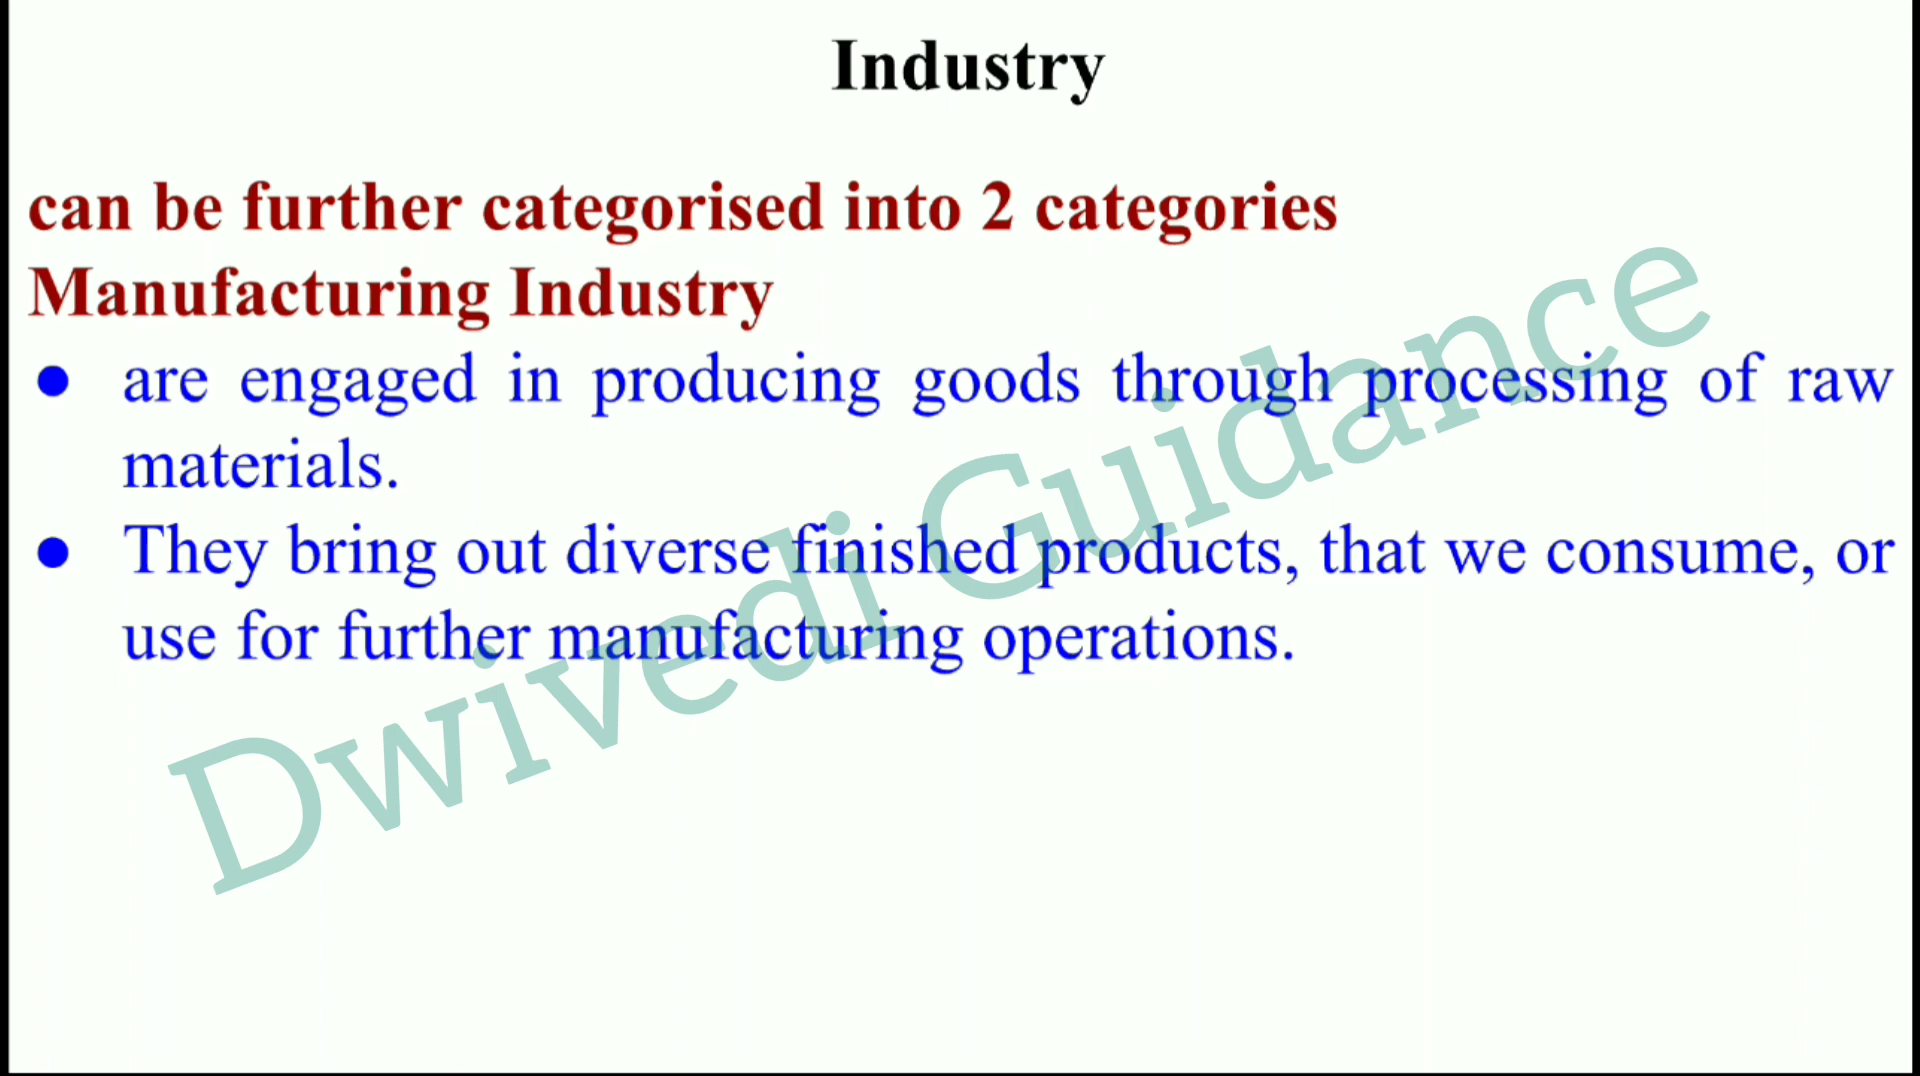 Industry
can be further categorised into 2 categories
Manufacturing Industry
● are engaged in producing goods through processing of raw
materials.
● They bring out diverse finished products, that we consume, or
use for further manufacturing operations.
Dwivedi Guidance